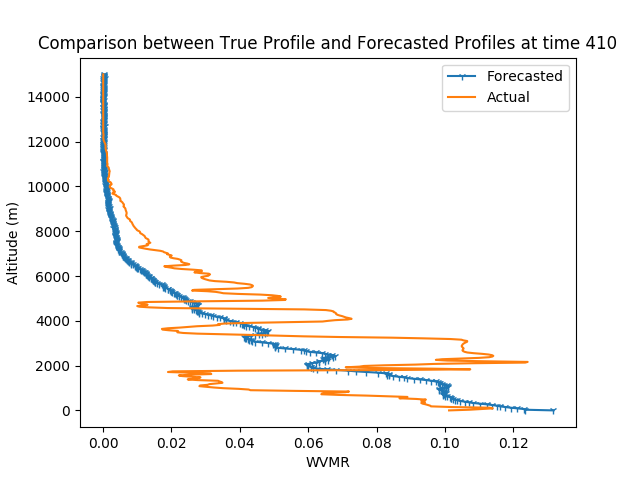 Comparison between True Profile and Forecasted Profiles at time 410
Forecasted
Actual
14000
12000
10000
8000
6000
4000
2000
0
Altitude (m)
0.00 0.02 0.04 0.06 0.08 0.10 0.12
WVMR